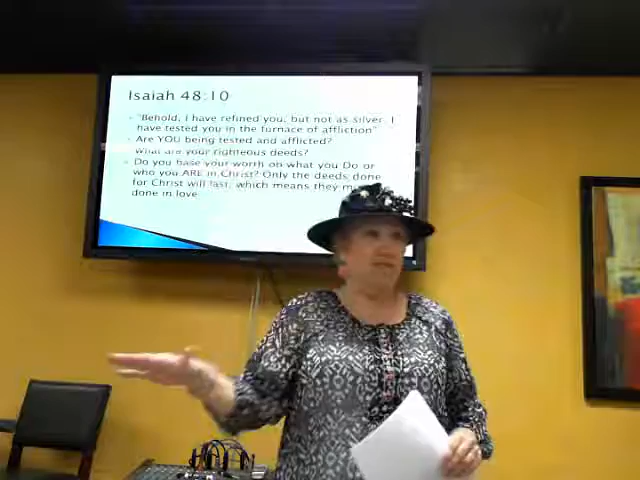 Isaiah 48:10
"Behold, I have refined you, but not as silver, I
have tested you in the furnace of affliction"
Are YOU being tested and afflicted?
What are your righteous deeds?
Do you base your worth on what you Do or
who you ARE in Christ? Only the deeds done
for Christ will last, which means they
done in love